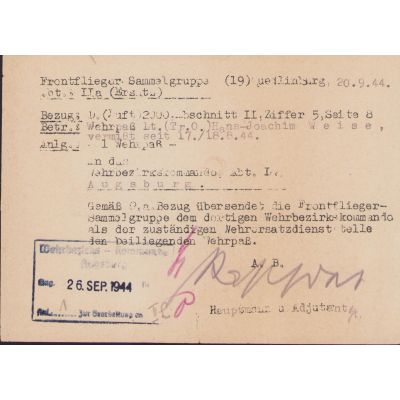 Frontflieger-Sammelgruppe (19)Quedlinburg, 20.9.44.
Abt. IIa (Ersatz)
Bezug: D.(Luft)2300 Abschnitt II, Ziffer 5, Seite 8
Betr.: Wehrpaß Lt.(Tr.O.)Hans-Joachim Weise,
vermißt seit 17./18.8.44.
Anlg.: - 1 Wehrpaß -
An das
Wehrbezirkskommando, Abt.
Augsburg.
Gemäß o.a. Bezug übersendet die Frontflieger-
Sammelgruppe dem dortigen Wehrbezirkskommando
als der zuständigen Wehrersatzdienststelle
den beiliegenden Wehrpaß.
A. B.
Hauptmann u. Adjutant
Wehrbezirks-Kommando
Augsburg
Eing. 26. SEP. 1944
1 zur Bearbeitung an